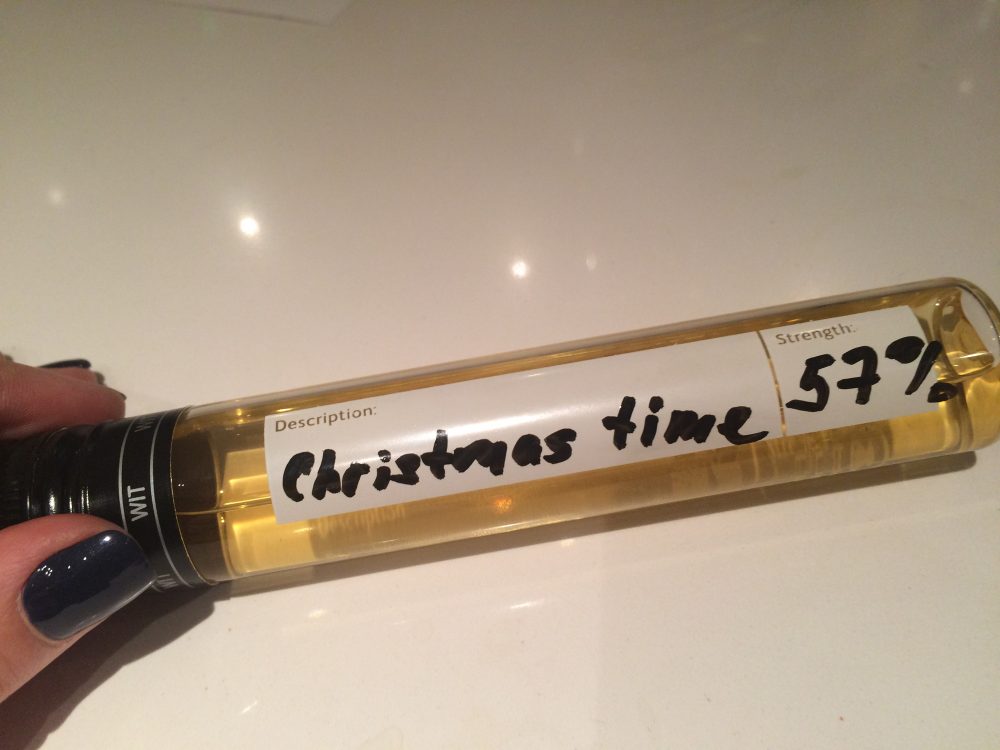 Description:
Christmas time
Strength:
57%
WIT